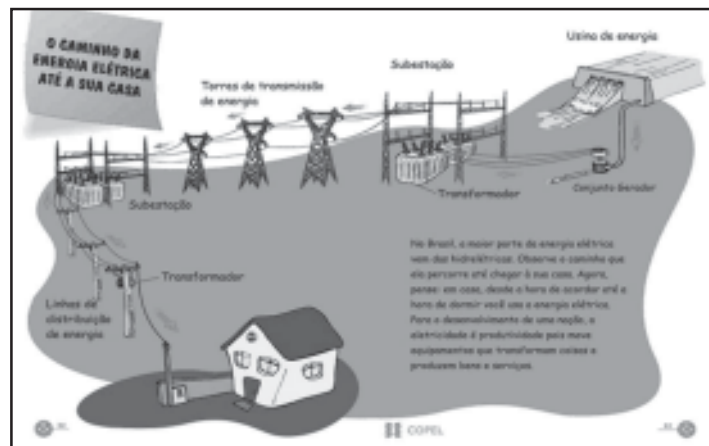 O CAMINHO DA
ENERGIA ELÉTRICA
ATÉ A SUA CASA
Usina de energia
Subestação
Torres de transmissão
de energia
Transformador
Conjunto Gerador
Subestação
Transformador
Linhas de
distribuição
de energia
No Brasil, a maior parte da energia elétrica
vem das hidrelétricas. Observe o caminho que
ela percorre até chegar à sua casa. Agora,
pense: em casa, desde a hora de acordar até a
hora de dormir você usa a energia elétrica.
Para o desenvolvimento de uma nação, a
eletricidade é produtividade pois move
equipamentos que transformam coisas e
produzem bens e serviços.
COPEL